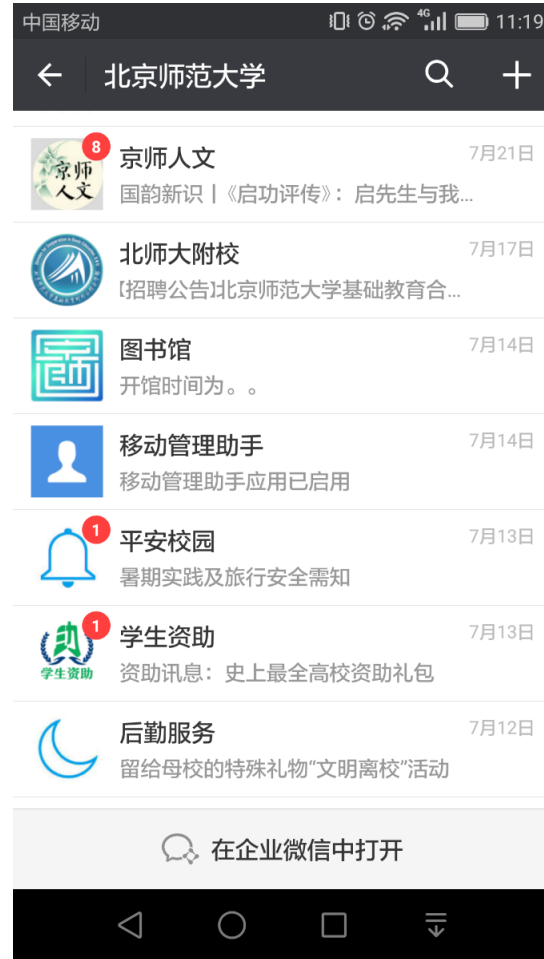 中国移动
4G
11:19
北京师范大学
京师
人文
8
京师人文
7月21日
国韵新识丨《启功评传》：启先生与我...
北师大附校
7月17日
【招聘公告】北京师范大学基础教育合...
图书馆
7月14日
开馆时间为。。
移动管理助手
7月14日
移动管理助手应用已启用
1
平安校园
7月13日
暑期实践及旅行安全需知
1
学生资助
学生资助
7月13日
资助讯息：史上最全高校资助礼包
后勤服务
7月12日
留给母校的特殊礼物“文明离校”活动
在企业微信中打开